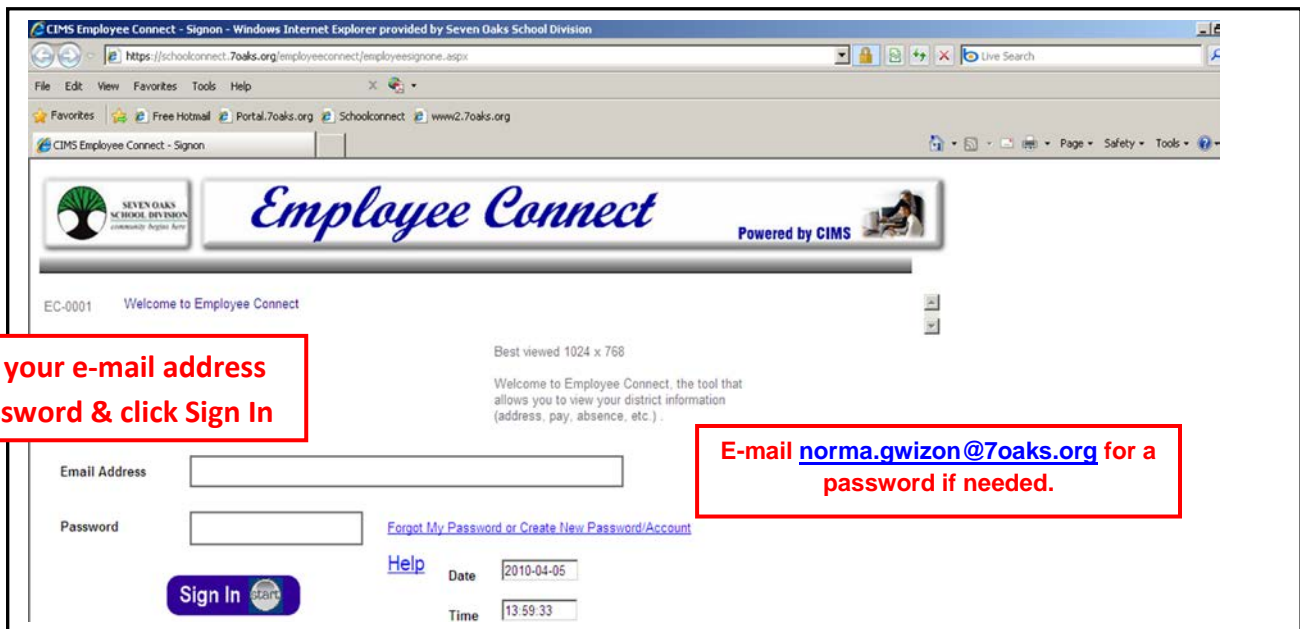 CIMS Employee Connect - Signon - Windows Internet Explorer provided by Seven Oaks School Division
https://schoolconnect.7oaks.org/employeeconnect/employeesignone.aspx
Live Search
File Edit View Favorites Tools Help
Favorites Free Hotmail Portal.7oaks.org Schoolconnect www2.7oaks.org
CIMS Employee Connect - Signon
Page Safety Tools
SEVEN OAKS
SCHOOL DIVISION
community begins here
Employee Connect
Powered by CIMS
EC-0001 Welcome to Employee Connect
your e-mail address
sword & click Sign In
Best viewed 1024 x 768
Welcome to Employee Connect, the tool that
allows you to view your district information
(address, pay, absence, etc.) .
E-mail norma.gwizon@7oaks.org for a
password if needed.
Email Address
Password
Forgot My Password or Create New Password/Account
Help
Date 2010-04-05
Sign In start
Time 13:59:33